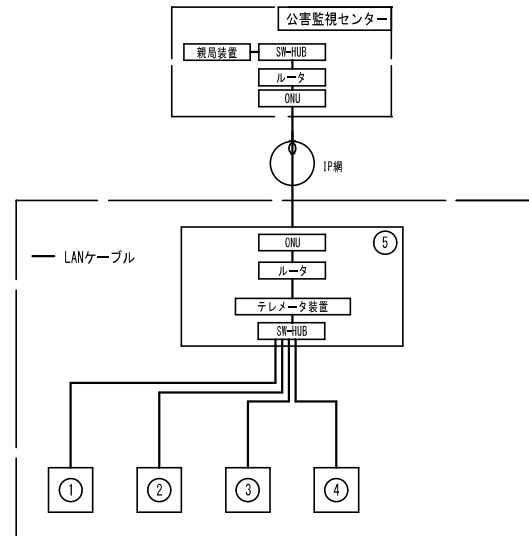 公害監視センター
親局装置
SW-HUB
ルータ
ONU
IP網
ONU
⑤
ルータ
LANケーブル
テレメータ装置
SW-HUB
① ② ③ ④